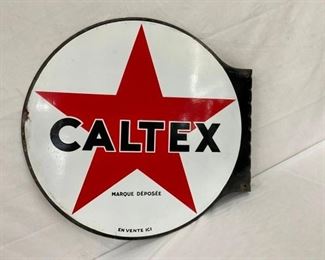 CALTEX
MARQUE DÉPOSÉE
EN VENTE ICI